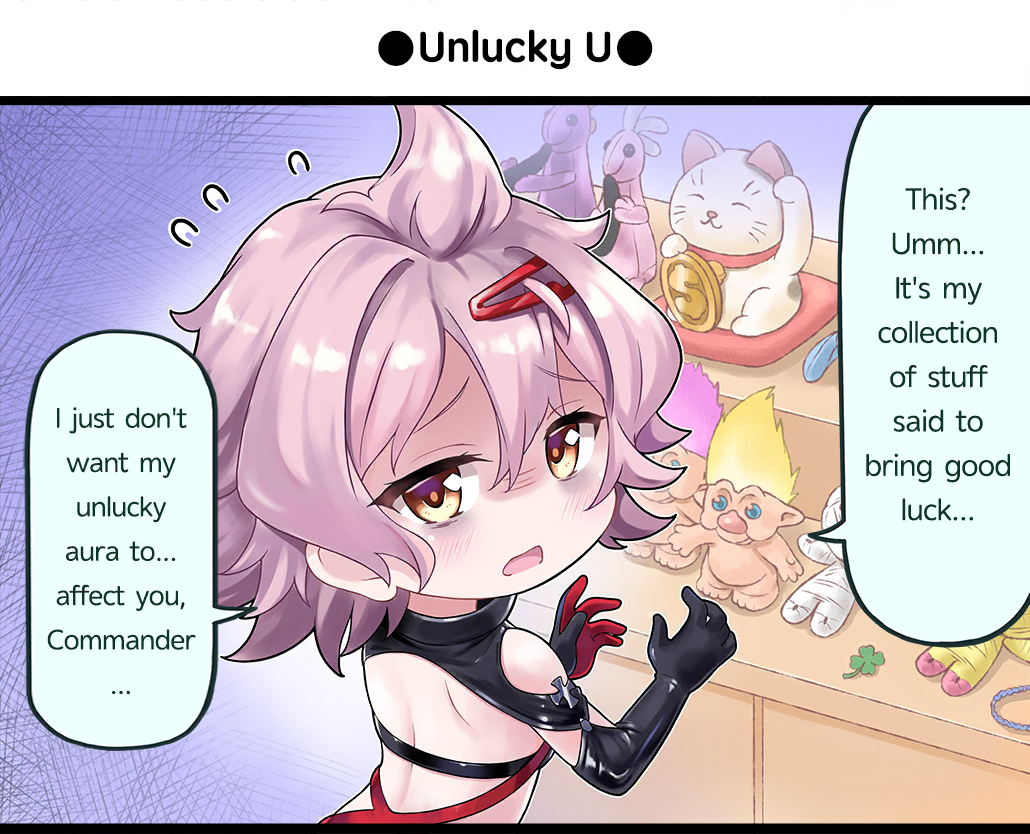 ●Unlucky U●
This?
Umm...
It's my
collection
of stuff
said to
bring good
luck...
I just don't
want my
unlucky
aura to...
affect you,
Commander
...